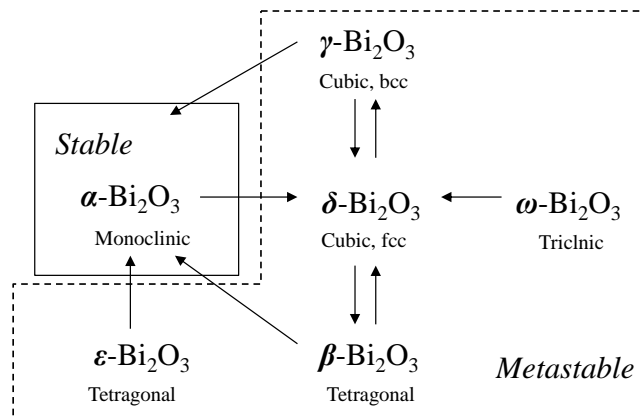 γ-Bi₂O₃
Cubic, bcc
Stable
α-Bi₂O₃
Monoclinic
δ-Bi₂O₃
Cubic, fcc
ω-Bi₂O₃
Triclnic
ε-Bi₂O₃
Tetragonal
β-Bi₂O₃
Tetragonal
Metastable